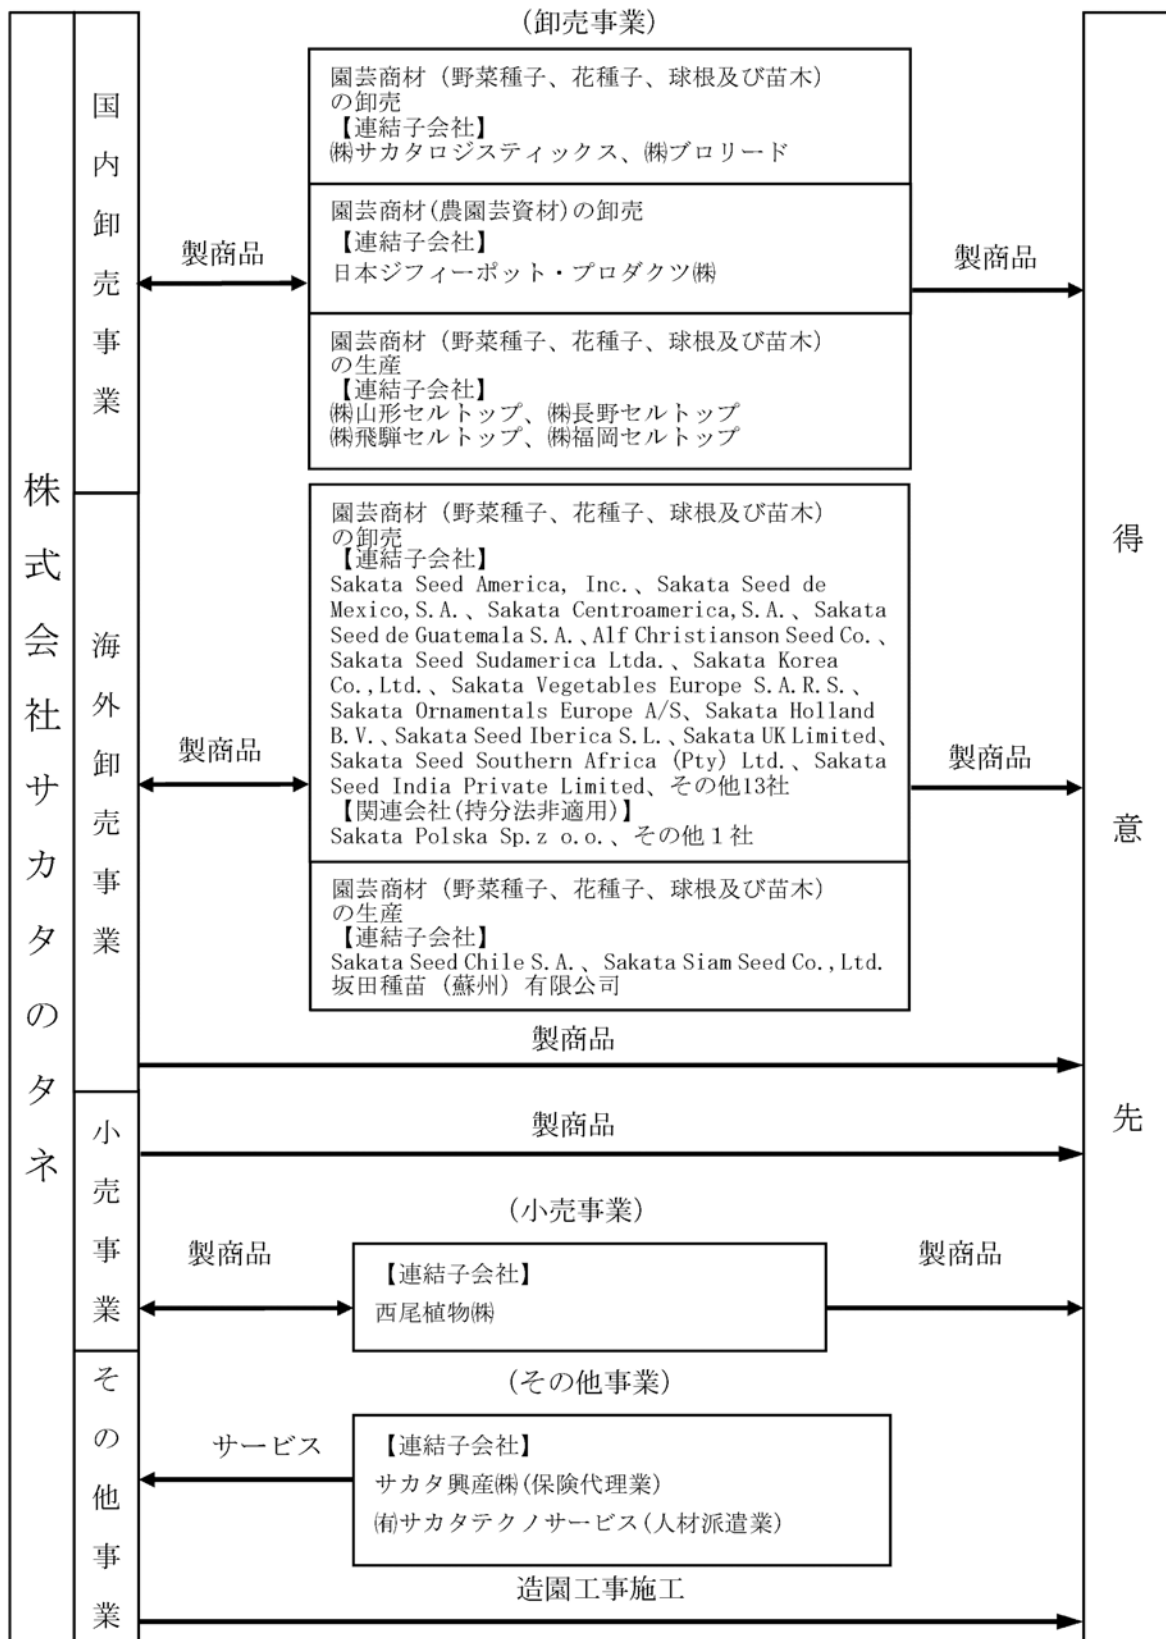 株式会社サカタのタネ
国内卸売事業
海外卸売事業
小売事業
その他事業
(卸売事業)
園芸商材（野菜種子、花種子、球根及び苗木）
の卸売
【連結子会社】
㈱サカタロジスティックス、㈱ブロリード
園芸商材(農園芸資材)の卸売
【連結子会社】
日本ジフィーポット・プロダクツ㈱
園芸商材（野菜種子、花種子、球根及び苗木）
の生産
【連結子会社】
㈱山形セルトップ、㈱長野セルトップ
㈱飛騨セルトップ、㈱福岡セルトップ
製商品
製商品
園芸商材（野菜種子、花種子、球根及び苗木）
の卸売
【連結子会社】
Sakata Seed America, Inc.、Sakata Seed de
Mexico,S.A.、Sakata Centroamerica,S.A.、Sakata
Seed de Guatemala S.A.、Alf Christianson Seed Co.、
Sakata Seed Sudamerica Ltda.、Sakata Korea
Co.,Ltd.、Sakata Vegetables Europe S.A.R.S.、
Sakata Ornamentals Europe A/S、Sakata Holland
B.V.、Sakata Seed Iberica S.L.、Sakata UK Limited、
Sakata Seed Southern Africa (Pty) Ltd.、Sakata
Seed India Private Limited、その他13社
【関連会社(持分法非適用)】
Sakata Polska Sp.z o.o.、その他１社
園芸商材（野菜種子、花種子、球根及び苗木）
の生産
【連結子会社】
Sakata Seed Chile S.A.、Sakata Siam Seed Co.,Ltd.
坂田種苗（蘇州）有限公司
製商品
製商品
製商品
製商品
(小売事業)
製商品
【連結子会社】
西尾植物㈱
製商品
(その他事業)
サービス
【連結子会社】
サカタ興産㈱(保険代理業)
㈲サカタテクノサービス(人材派遣業)
造園工事施工
得意先